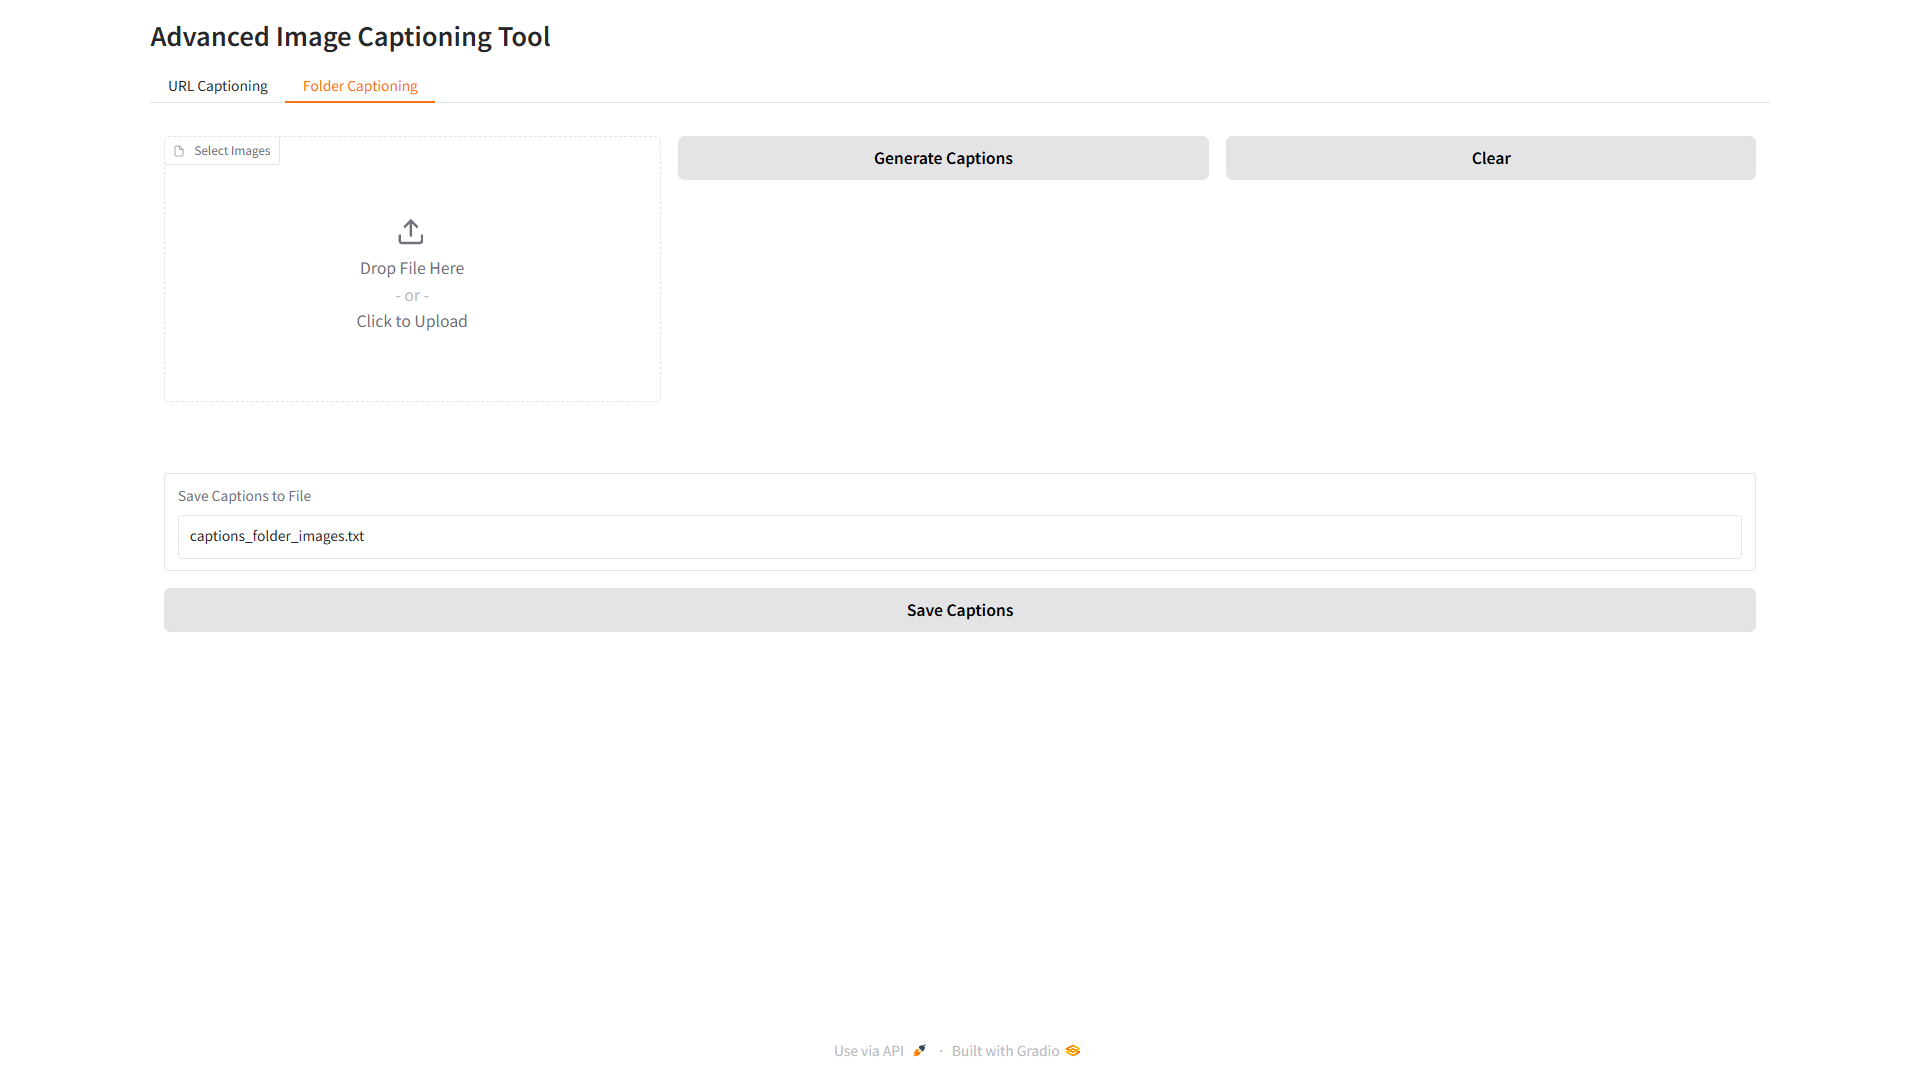 Advanced Image Captioning Tool
URL Captioning
Folder Captioning
Select Images
Drop File Here
- or -
Click to Upload
Generate Captions
Clear
Save Captions to File
captions_folder_images.txt
Save Captions
Use via API · Built with Gradio